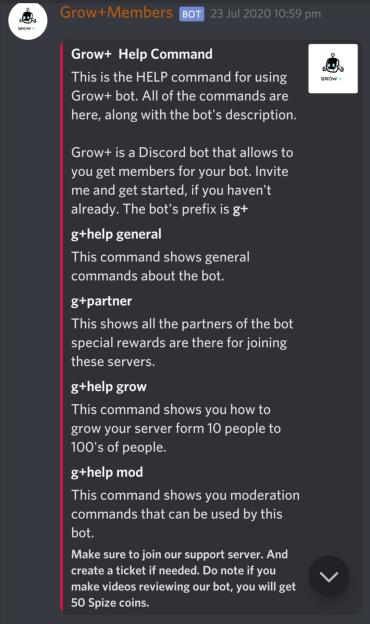 Grow+Members BOT 23 Jul 2020 10:59 pm
Grow+ Help Command
This is the HELP command for using
Grow+ bot. All of the commands are
here, along with the bot's description.
Grow+ is a Discord bot that allows to
you get members for your bot. Invite
me and get started, if you haven't
already. The bot's prefix is g+
g+help general
This command shows general
commands about the bot.
g+partner
This shows all the partners of the bot
special rewards are there for joining
these servers.
g+help grow
This command shows you how to
grow your server form 10 people to
100's of people.
g+help mod
This command shows you moderation
commands that can be used by this
bot.
Make sure to join our support server. And
create a ticket if needed. Do note if you
make videos reviewing our bot, you will get
50 Spize coins.
GROW +
GROW +